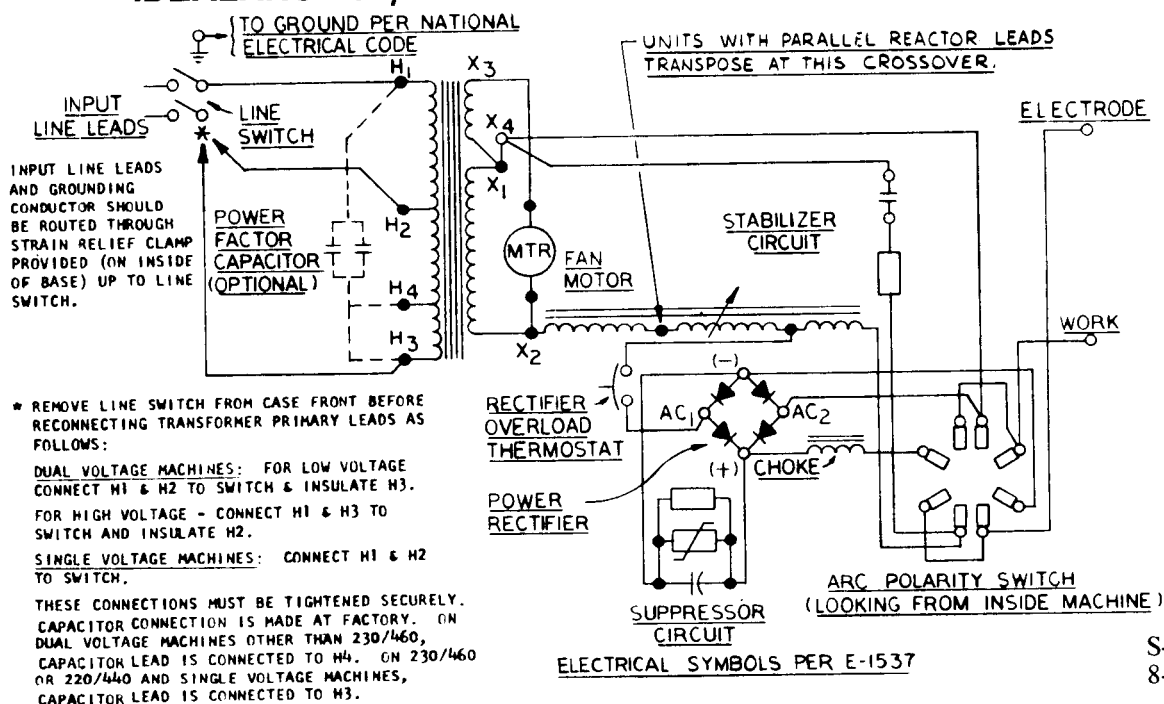 TO GROUND PER NATIONAL
ELECTRICAL CODE
UNITS WITH PARALLEL REACTOR LEADS
TRANSPOSE AT THIS CROSSOVER.
H1
X3
INPUT
LINE LEADS
LINE
SWITCH
*
X4
X1
ELECTRODE
INPUT LINE LEADS
AND GROUNDING
CONDUCTOR SHOULD
BE ROUTED THROUGH
STRAIN RELIEF CLAMP
PROVIDED (ON INSIDE
OF BASE) UP TO LINE
SWITCH.
POWER
FACTOR
CAPACITOR
(OPTIONAL)
H2
H4
H3
MTR
FAN
MOTOR
X2
STABILIZER
CIRCUIT
WORK
(-)
AC1
AC2
(+)
RECTIFIER
OVERLOAD
THERMOSTAT
CHOKE
POWER
RECTIFIER
* REMOVE LINE SWITCH FROM CASE FRONT BEFORE
RECONNECTING TRANSFORMER PRIMARY LEADS AS
FOLLOWS:
DUAL VOLTAGE MACHINES: FOR LOW VOLTAGE
CONNECT H1 & H2 TO SWITCH & INSULATE H3.
FOR HIGH VOLTAGE - CONNECT H1 & H3 TO
SWITCH AND INSULATE H2.
SINGLE VOLTAGE MACHINES: CONNECT H1 & H2
TO SWITCH.
THESE CONNECTIONS MUST BE TIGHTENED SECURELY.
CAPACITOR CONNECTION IS MADE AT FACTORY. ON
DUAL VOLTAGE MACHINES OTHER THAN 230/460,
CAPACITOR LEAD IS CONNECTED TO H4. ON 230/460
OR 220/440 AND SINGLE VOLTAGE MACHINES,
CAPACITOR LEAD IS CONNECTED TO H3.
SUPPRESSOR
CIRCUIT
ARC POLARITY SWITCH
(LOOKING FROM INSIDE MACHINE)
ELECTRICAL SYMBOLS PER E-1537
S-
8-